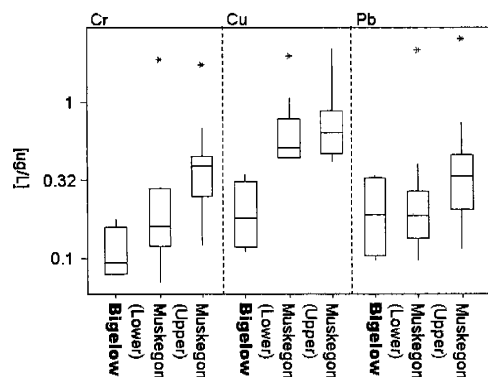 Cr Cu Pb
[ug/L]
1
0.32
0.1
Bigelow
(Lower)
Muskegon
(Upper)
Muskegon
Bigelow
(Lower)
Muskegon
(Upper)
Muskegon
Bigelow
(Lower)
Muskegon
(Upper)
Muskegon